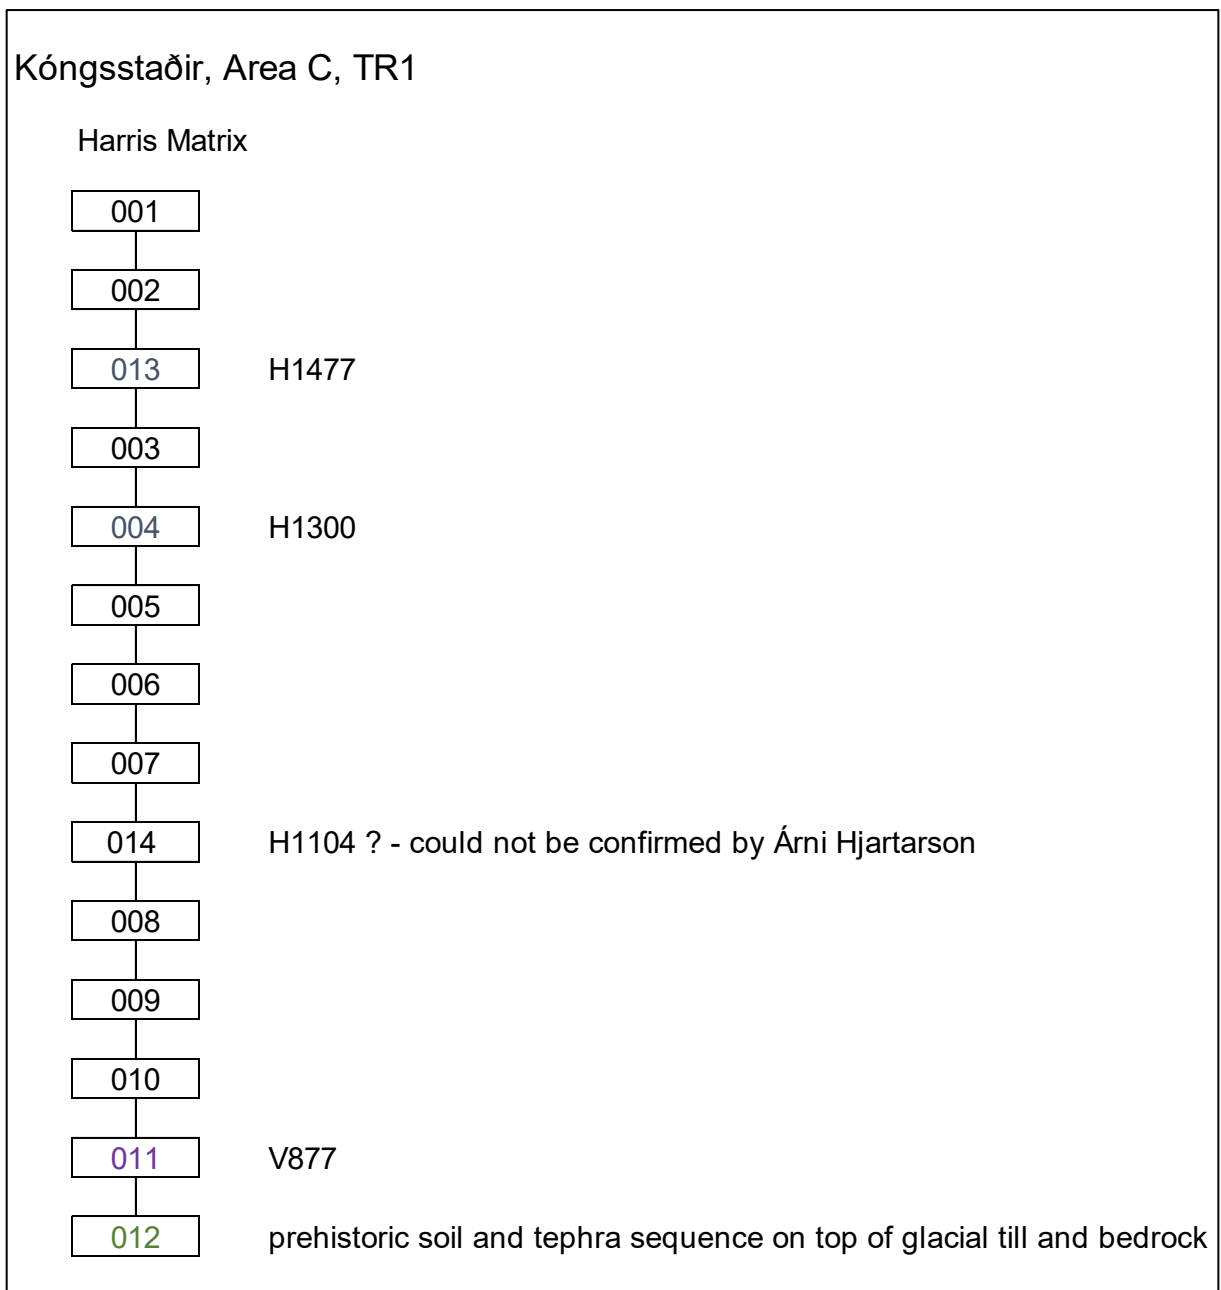 Kóngsstaðir, Area C, TR1
Harris Matrix
001
002
013 H1477
003
004 H1300
005
006
007
014 H1104 ? - could not be confirmed by Árni Hjartarson
008
009
010
011 V877
012 prehistoric soil and tephra sequence on top of glacial till and bedrock